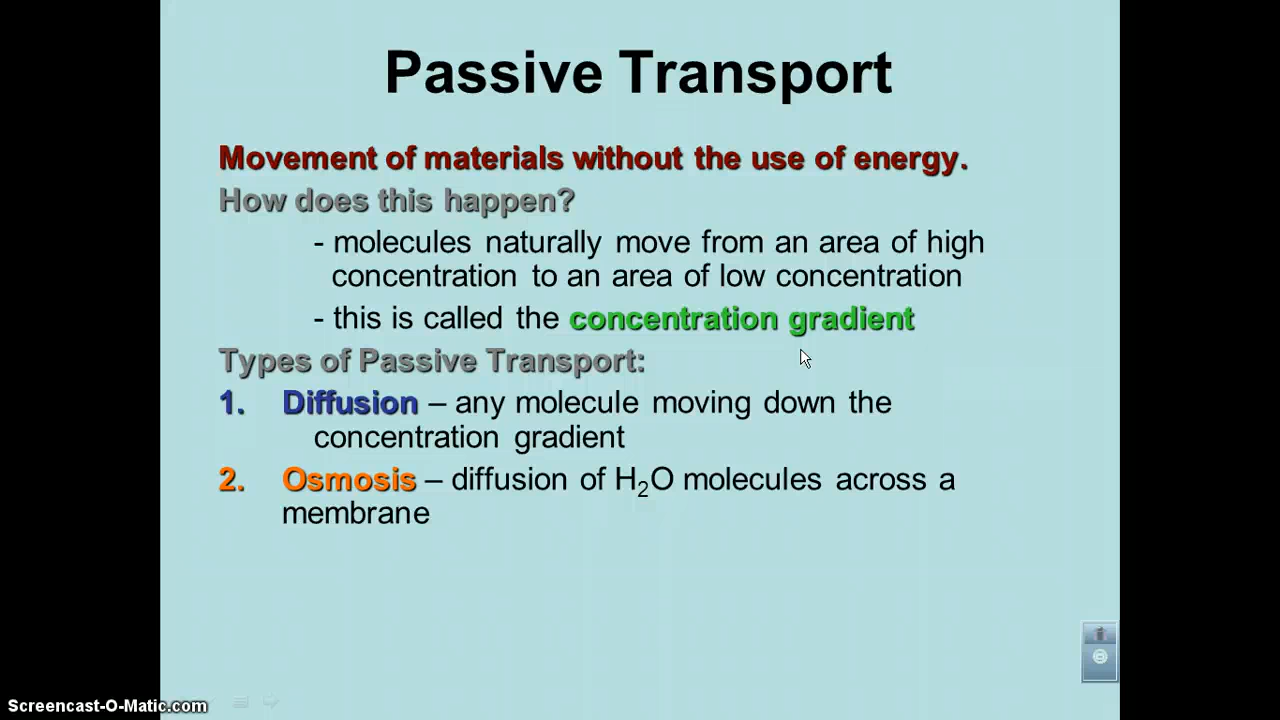 Passive Transport
Movement of materials without the use of energy.
How does this happen?
- molecules naturally move from an area of high
concentration to an area of low concentration
- this is called the concentration gradient
Types of Passive Transport:
1. Diffusion – any molecule moving down the
concentration gradient
2. Osmosis – diffusion of H₂O molecules across a
membrane
Screencast-O-Matic.com